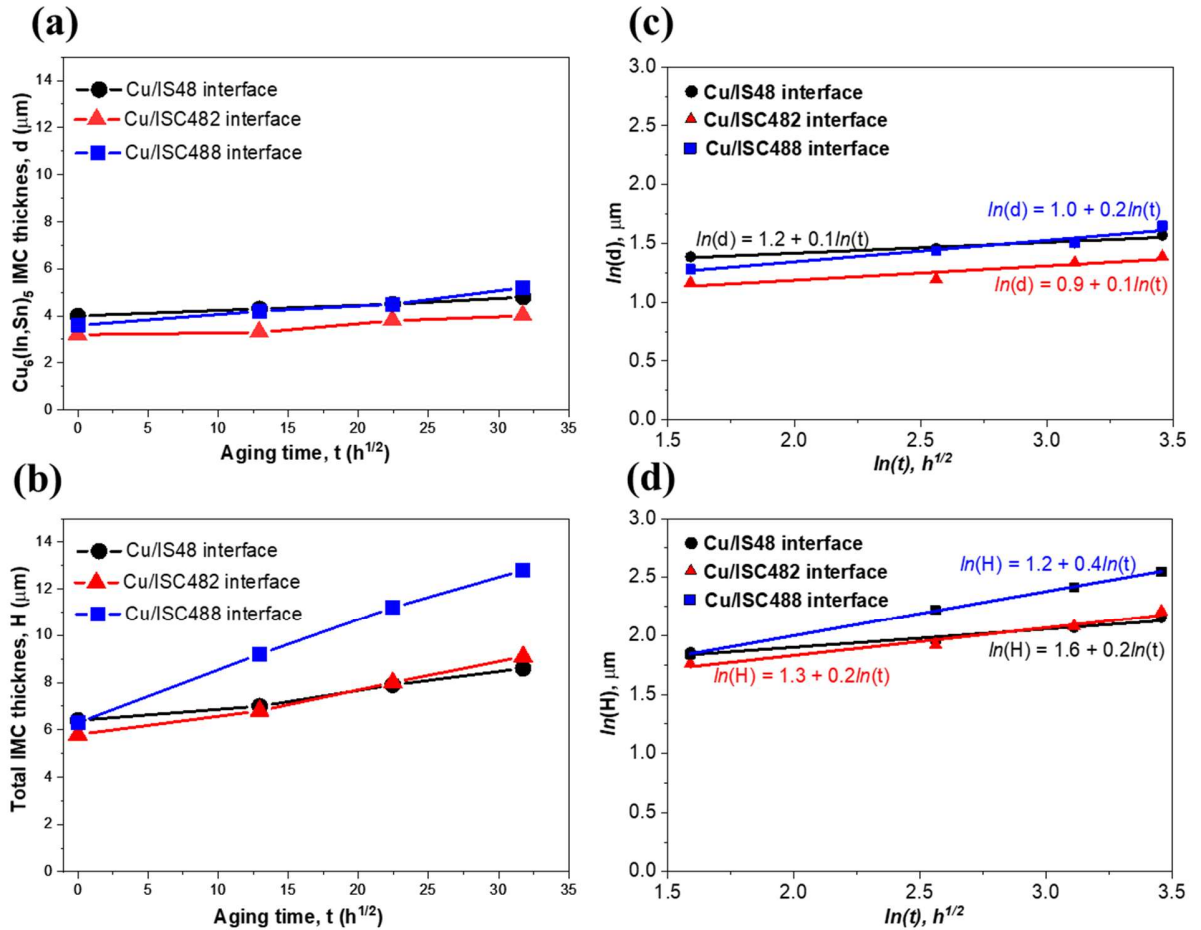 (a)
14
12
10
8
6
4
2
0
Cu₆(In,Sn)₅ IMC thicknes, d (μm)
Cu/IS48 interface
Cu/ISC482 interface
Cu/ISC488 interface
0 5 10 15 20 25 30 35
Aging time, t (h^1/2)
(c)
3.0
2.5
2.0
1.5
1.0
0.5
0.0
ln(d), μm
Cu/IS48 interface
Cu/ISC482 interface
Cu/ISC488 interface
ln(d) = 1.0 + 0.2ln(t)
ln(d) = 1.2 + 0.1ln(t)
ln(d) = 0.9 + 0.1ln(t)
1.5 2.0 2.5 3.0 3.5
ln(t), h^1/2
(b)
14
12
10
8
6
4
2
0
Total IMC thicknes, H (μm)
Cu/IS48 interface
Cu/ISC482 interface
Cu/ISC488 interface
0 5 10 15 20 25 30 35
Aging time, t (h^1/2)
(d)
3.0
2.5
2.0
1.5
1.0
0.5
0.0
ln(H), μm
Cu/IS48 interface
Cu/ISC482 interface
Cu/ISC488 interface
ln(H) = 1.2 + 0.4ln(t)
ln(H) = 1.6 + 0.2ln(t)
ln(H) = 1.3 + 0.2ln(t)
1.5 2.0 2.5 3.0 3.5
ln(t), h^1/2